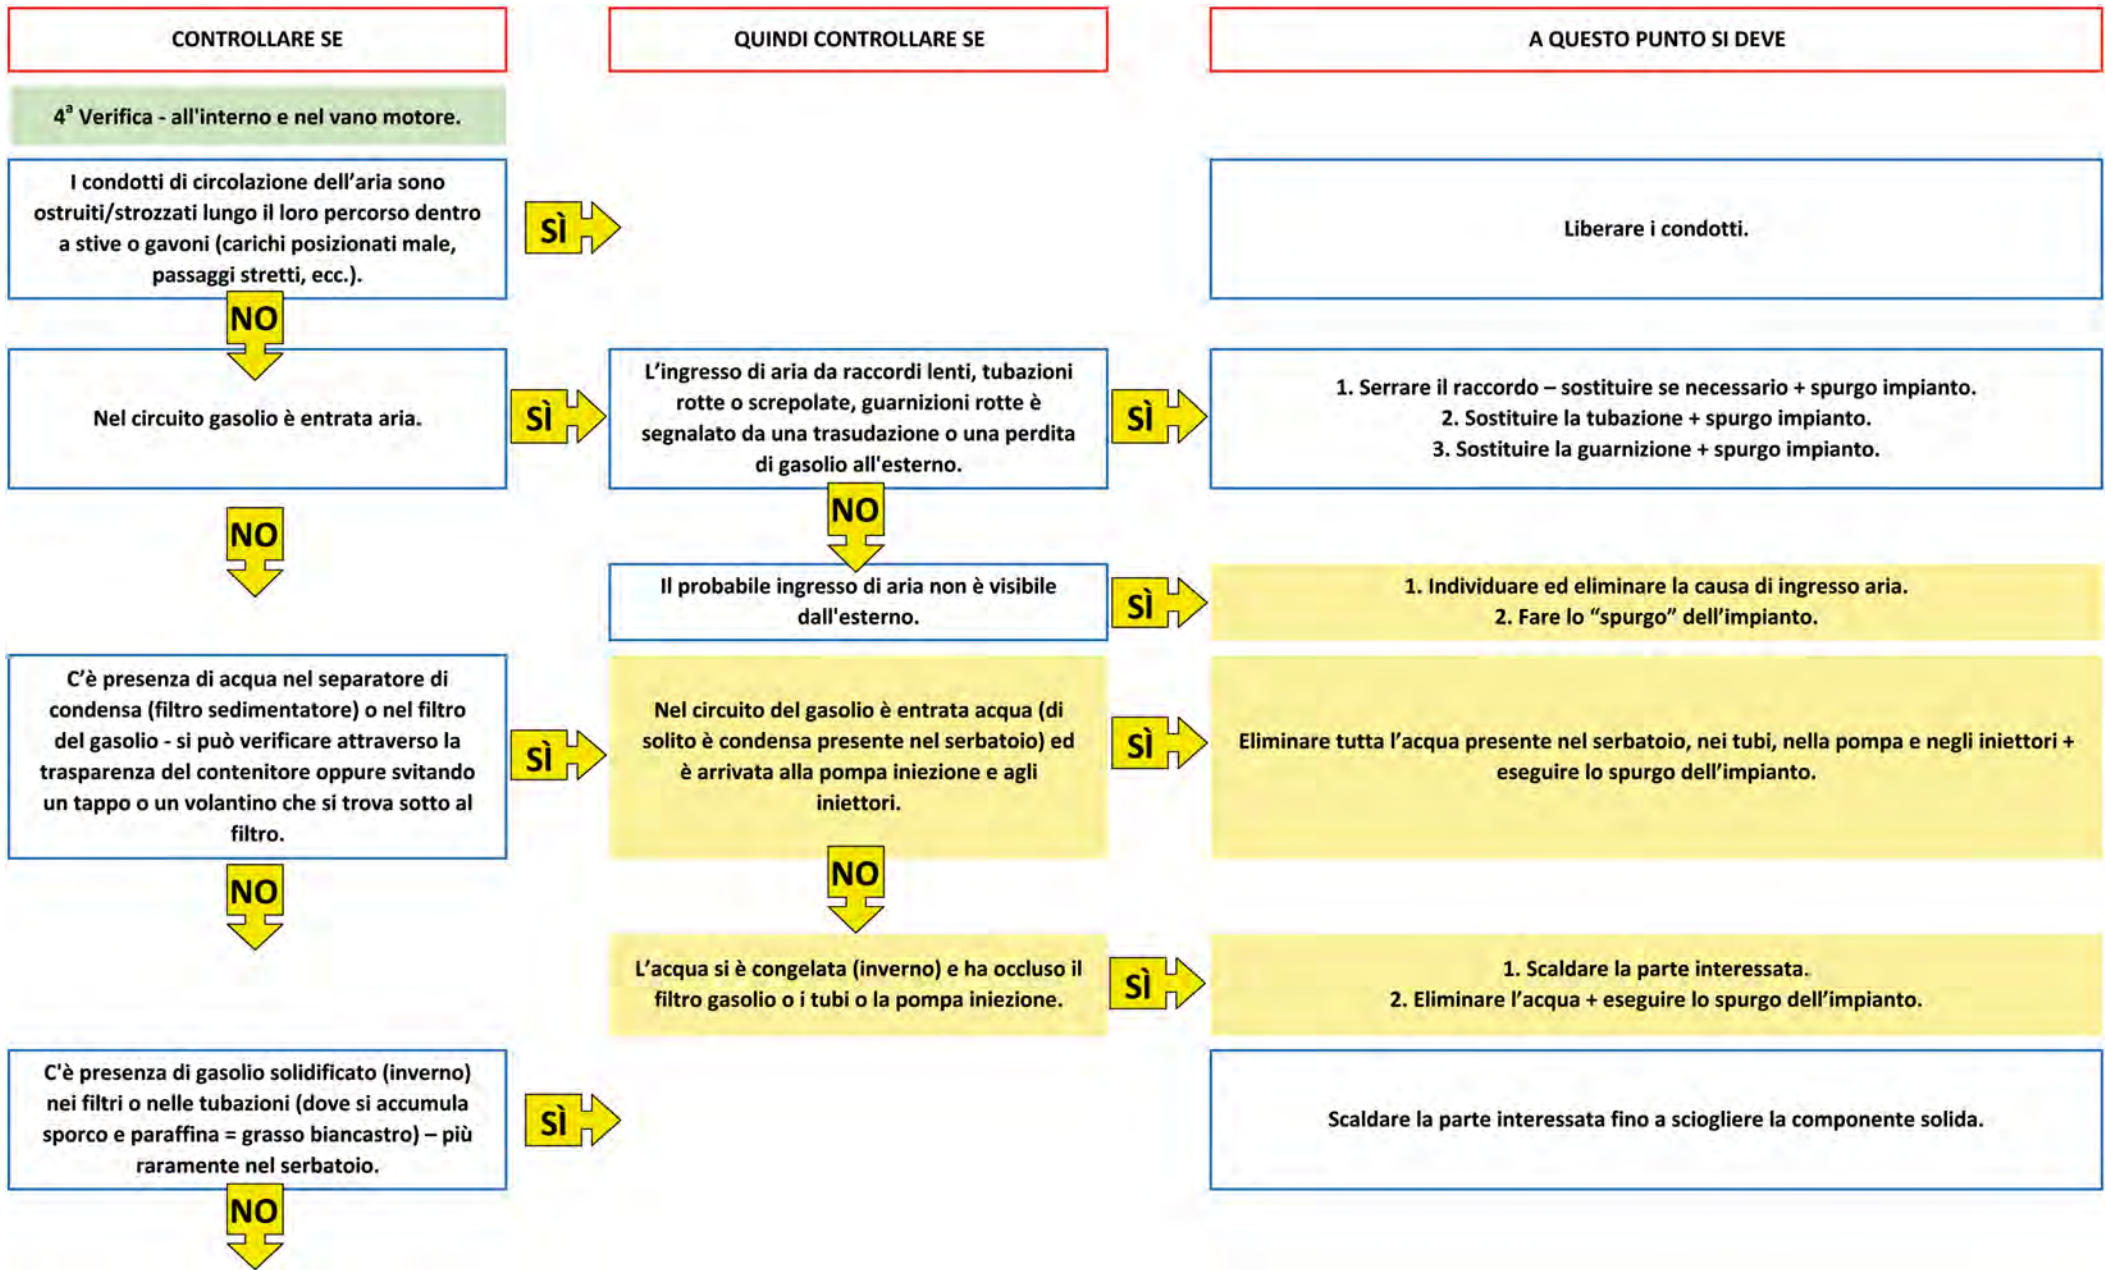 CONTROLLARE SE
QUINDI CONTROLLARE SE
A QUESTO PUNTO SI DEVE
4ª Verifica - all'interno e nel vano motore.
I condotti di circolazione dell’aria sono
ostruiti/strozzati lungo il loro percorso dentro
a stive o gavoni (carichi posizionati male,
passaggi stretti, ecc.).
SÌ
Liberare i condotti.
NO
Nel circuito gasolio è entrata aria.
SÌ
L’ingresso di aria da raccordi lenti, tubazioni
rotte o screpolate, guarnizioni rotte è
segnalato da una trasudazione o una perdita
di gasolio all'esterno.
SÌ
1. Serrare il raccordo – sostituire se necessario + spurgo impianto.
2. Sostituire la tubazione + spurgo impianto.
3. Sostituire la guarnizione + spurgo impianto.
NO
NO
Il probabile ingresso di aria non è visibile
dall'esterno.
SÌ
1. Individuare ed eliminare la causa di ingresso aria.
2. Fare lo “spurgo” dell’impianto.
C’è presenza di acqua nel separatore di
condensa (filtro sedimentatore) o nel filtro
del gasolio - si può verificare attraverso la
trasparenza del contenitore oppure svitando
un tappo o un volantino che si trova sotto al
filtro.
SÌ
Nel circuito del gasolio è entrata acqua (di
solito è condensa presente nel serbatoio) ed
è arrivata alla pompa iniezione e agli
iniettori.
SÌ
Eliminare tutta l’acqua presente nel serbatoio, nei tubi, nella pompa e negli iniettori +
eseguire lo spurgo dell’impianto.
NO
NO
L’acqua si è congelata (inverno) e ha occluso il
filtro gasolio o i tubi o la pompa iniezione.
SÌ
1. Scaldare la parte interessata.
2. Eliminare l’acqua + eseguire lo spurgo dell’impianto.
C'è presenza di gasolio solidificato (inverno)
nei filtri o nelle tubazioni (dove si accumula
sporco e paraffina = grasso biancastro) – più
raramente nel serbatoio.
SÌ
Scaldare la parte interessata fino a sciogliere la componente solida.
NO